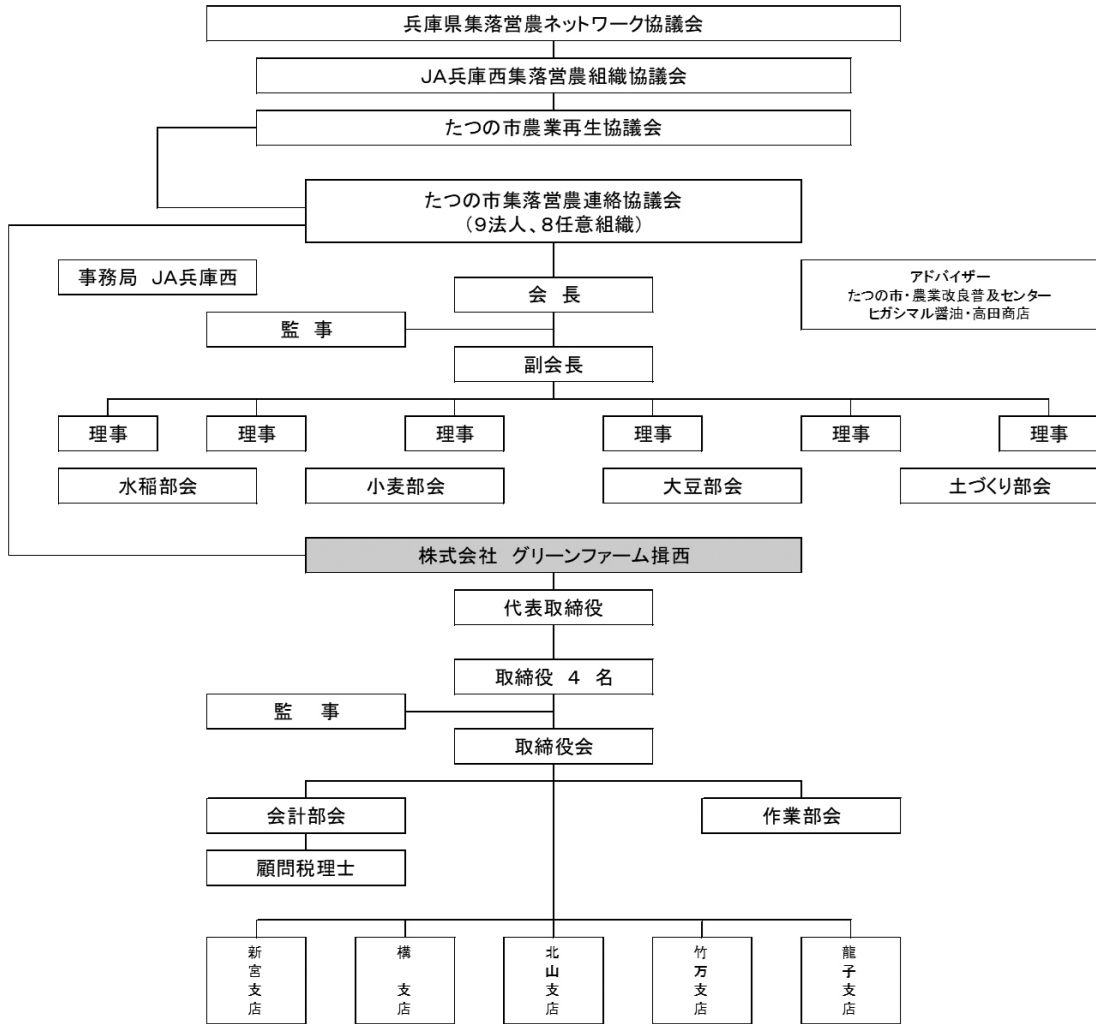 兵庫県集落営農ネットワーク協議会
JA兵庫西集落営農組織協議会
たつの市農業再生協議会
たつの市集落営農連絡協議会
（9法人、8任意組織）
事務局　JA兵庫西
会　長
アドバイザー
たつの市・農業改良普及センター
ヒガシマル醤油・高田商店
監　事
副会長
理事
理事
理事
理事
理事
理事
水稲部会
小麦部会
大豆部会
土づくり部会
株式会社　グリーンファーム揖西
代表取締役
取締役　4　名
監　　事
取締役会
会計部会
作業部会
顧問税理士
新宮支店
構　支店
北山支店
竹万支店
龍子支店